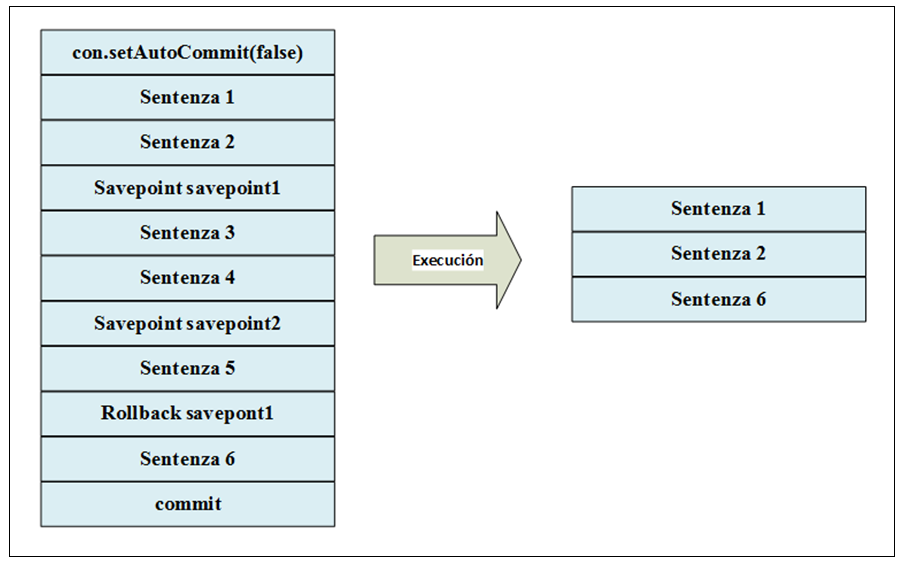 con.setAutoCommit(false)
Sentenza 1
Sentenza 2
Savepoint savepoint1
Sentenza 3
Sentenza 4
Savepoint savepoint2
Sentenza 5
Rollback savepont1
Sentenza 6
commit
Execución
Sentenza 1
Sentenza 2
Sentenza 6